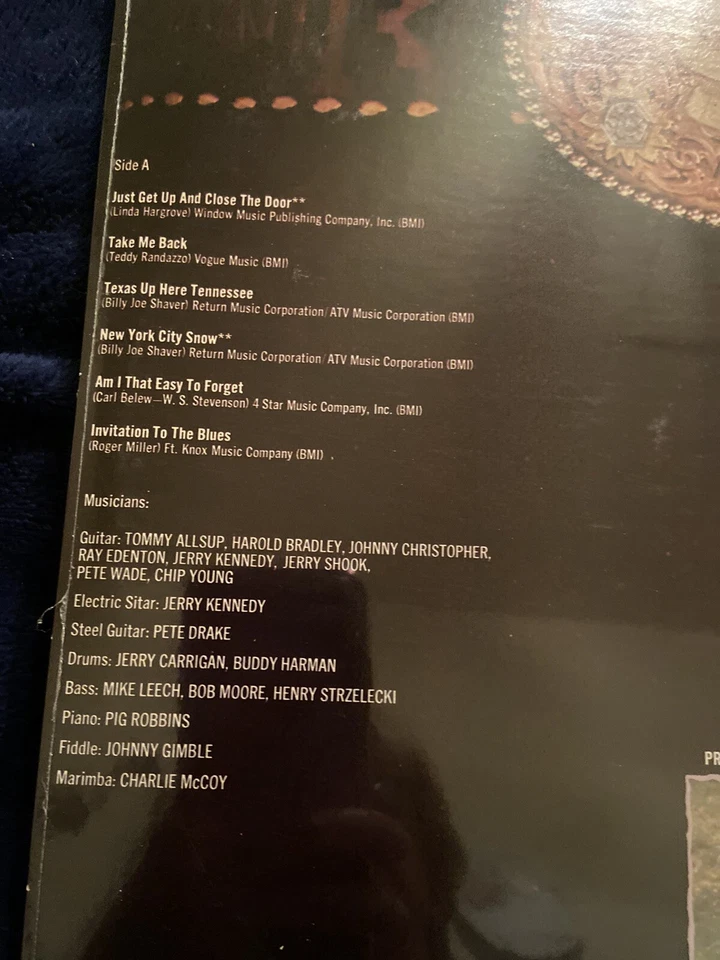 Side A
Just Get Up And Close The Door**
(Linda Hargrove) Window Music Publishing Company, Inc. (BMI)
Take Me Back
(Teddy Randazzo) Vogue Music (BMI)
Texas Up Here Tennessee
(Billy Joe Shaver) Return Music Corporation/ATV Music Corporation (BMI)
New York City Snow**
(Billy Joe Shaver) Return Music Corporation/ATV Music Corporation (BMI)
Am I That Easy To Forget
(Carl Belew—W. S. Stevenson) 4 Star Music Company, Inc. (BMI)
Invitation To The Blues
(Roger Miller) Ft. Knox Music Company (BMI)
Musicians:
Guitar: TOMMY ALLSUP, HAROLD BRADLEY, JOHNNY CHRISTOPHER,
RAY EDENTON, JERRY KENNEDY, JERRY SHOOK,
PETE WADE, CHIP YOUNG
Electric Sitar: JERRY KENNEDY
Steel Guitar: PETE DRAKE
Drums: JERRY CARRIGAN, BUDDY HARMAN
Bass: MIKE LEECH, BOB MOORE, HENRY STRZELECKI
Piano: PIG ROBBINS
Fiddle: JOHNNY GIMBLE
PR
Marimba: CHARLIE McCOY